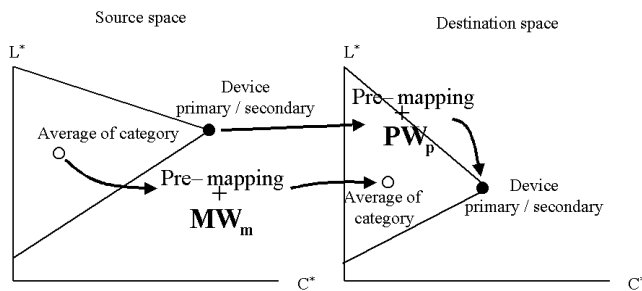 Source space
Destination space
L*
L*
Device
primary / secondary
Pre-mapping
+
PWp
Average of category
Pre-mapping
+
MWm
Average of
category
Device
primary / secondary
C*
C*